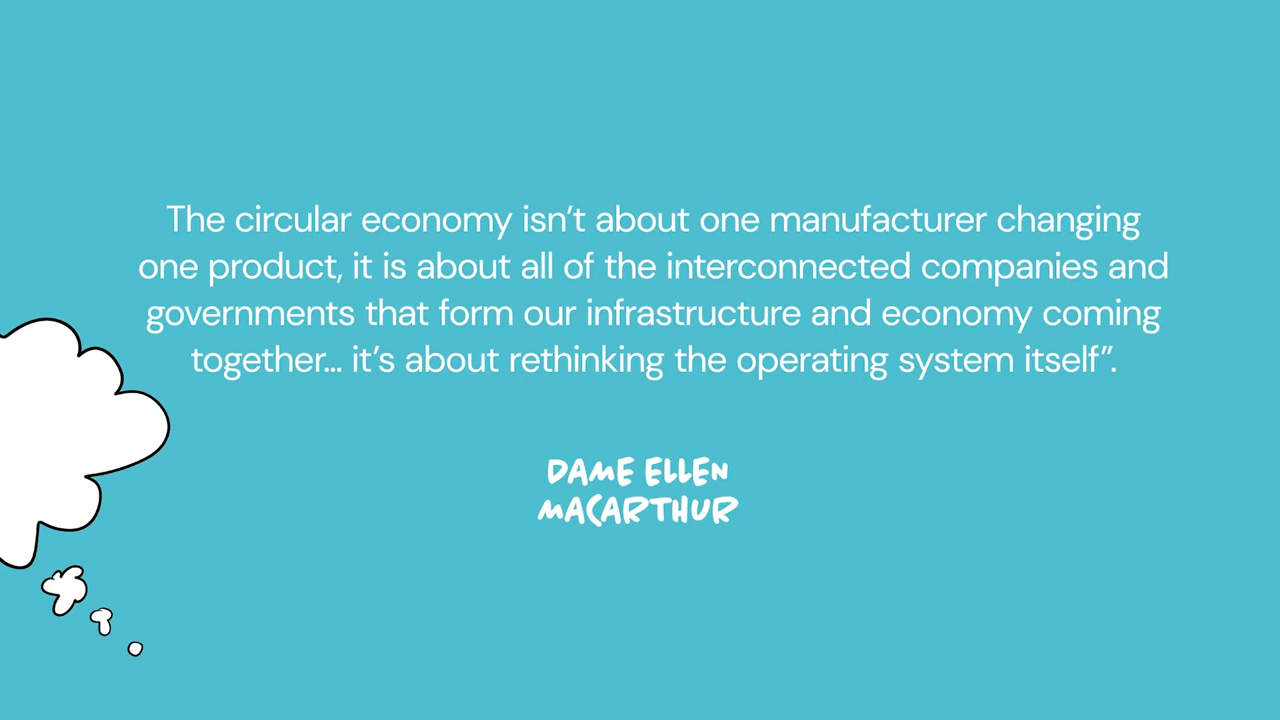 The circular economy isn’t about one manufacturer changing
one product, it is about all of the interconnected companies and
governments that form our infrastructure and economy coming
together... it’s about rethinking the operating system itself”.
DAME ELLEN
MACARTHUR